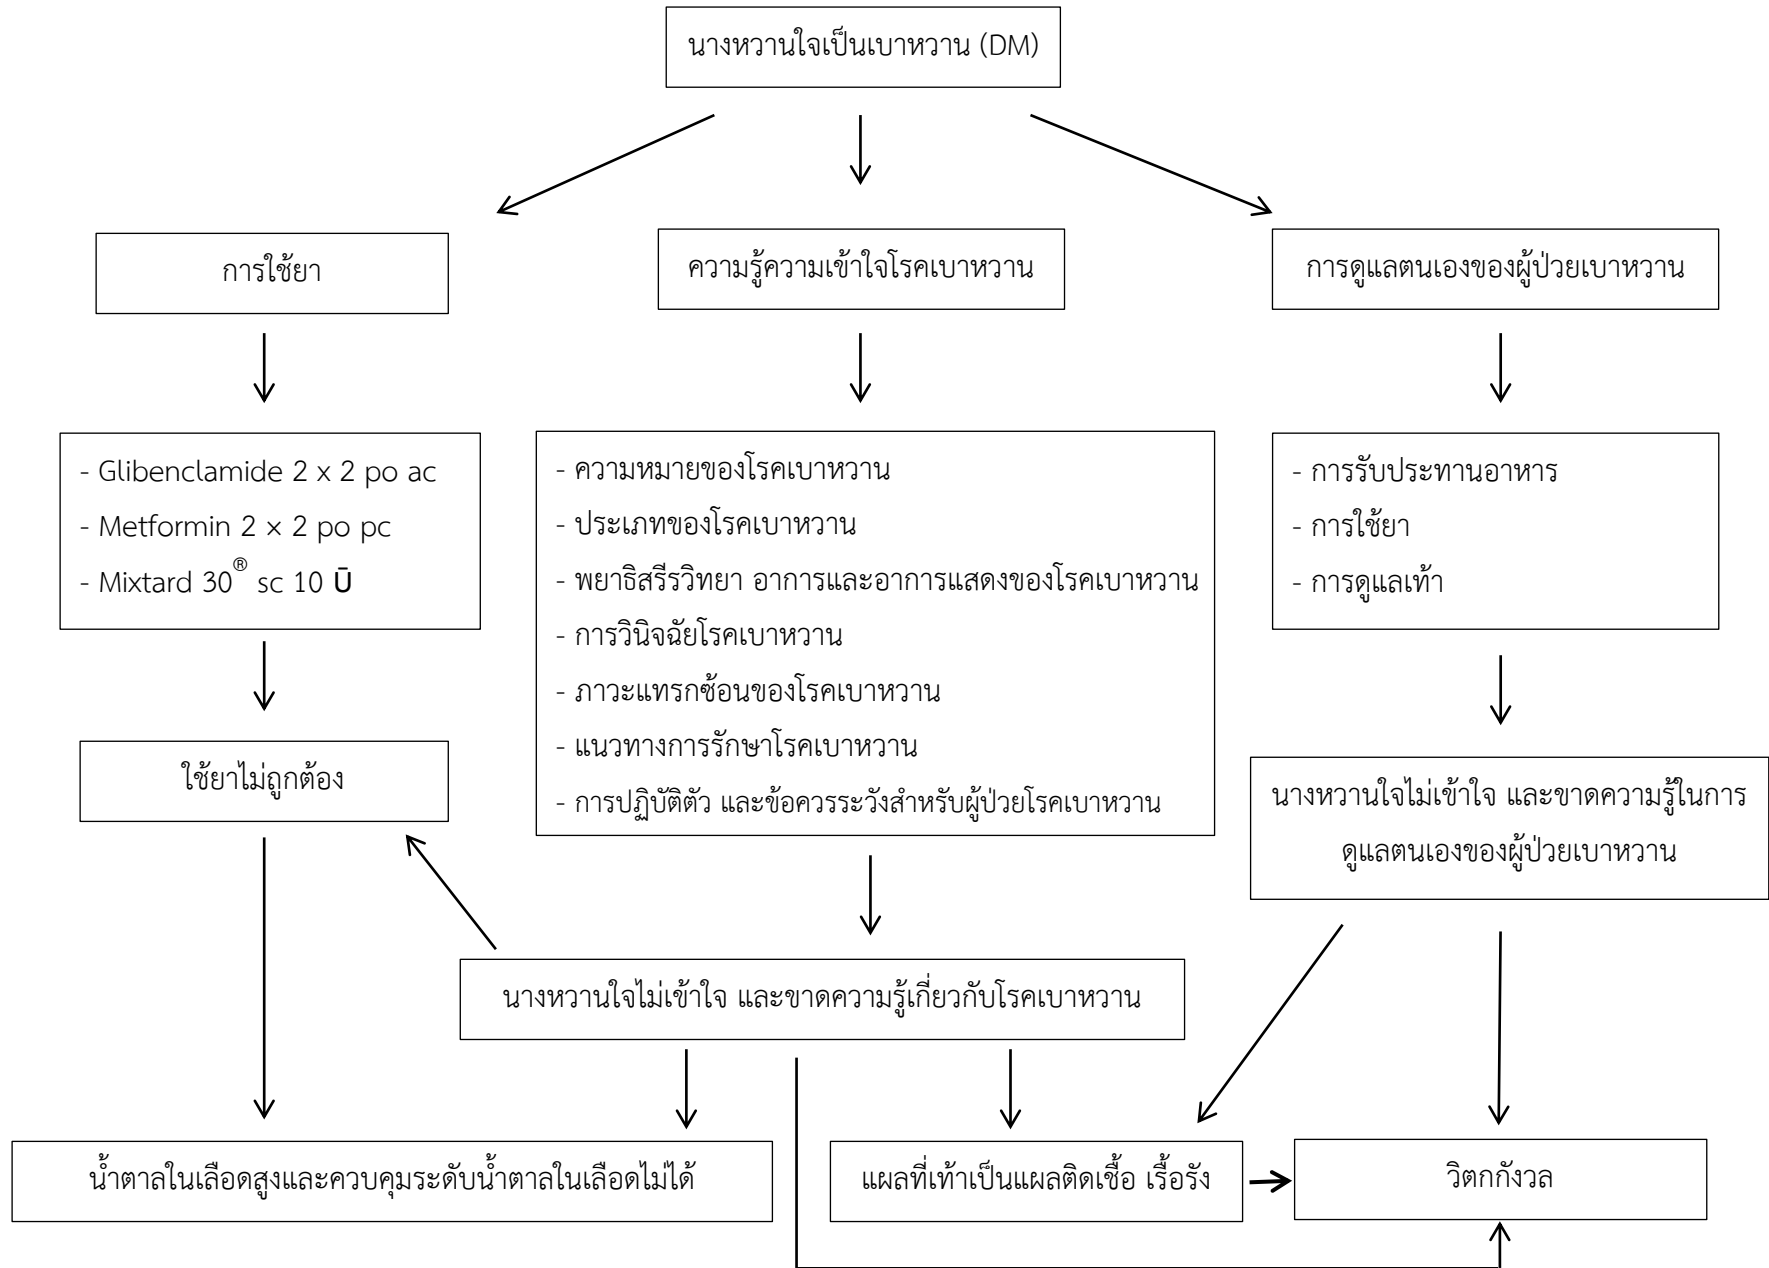 นางหวานใจเป็นเบาหวาน (DM)
การใช้ยา
ความรู้ความเข้าใจโรคเบาหวาน
การดูแลตนเองของผู้ป่วยเบาหวาน
- Glibenclamide 2 x 2 po ac
- Metformin 2 × 2 po pc
- Mixtard 30® sc 10 Ū
- ความหมายของโรคเบาหวาน
- ประเภทของโรคเบาหวาน
- พยาธิสรีรวิทยา อาการและอาการแสดงของโรคเบาหวาน
- การวินิจฉัยโรคเบาหวาน
- ภาวะแทรกซ้อนของโรคเบาหวาน
- แนวทางการรักษาโรคเบาหวาน
- การปฏิบัติตัว และข้อควรระวังสำหรับผู้ป่วยโรคเบาหวาน
- การรับประทานอาหาร
- การใช้ยา
- การดูแลเท้า
ใช้ยาไม่ถูกต้อง
นางหวานใจไม่เข้าใจ และขาดความรู้ในการ
ดูแลตนเองของผู้ป่วยเบาหวาน
นางหวานใจไม่เข้าใจ และขาดความรู้เกี่ยวกับโรคเบาหวาน
น้ำตาลในเลือดสูงและควบคุมระดับน้ำตาลในเลือดไม่ได้
แผลที่เท้าเป็นแผลติดเชื้อ เรื้อรัง
วิตกกังวล